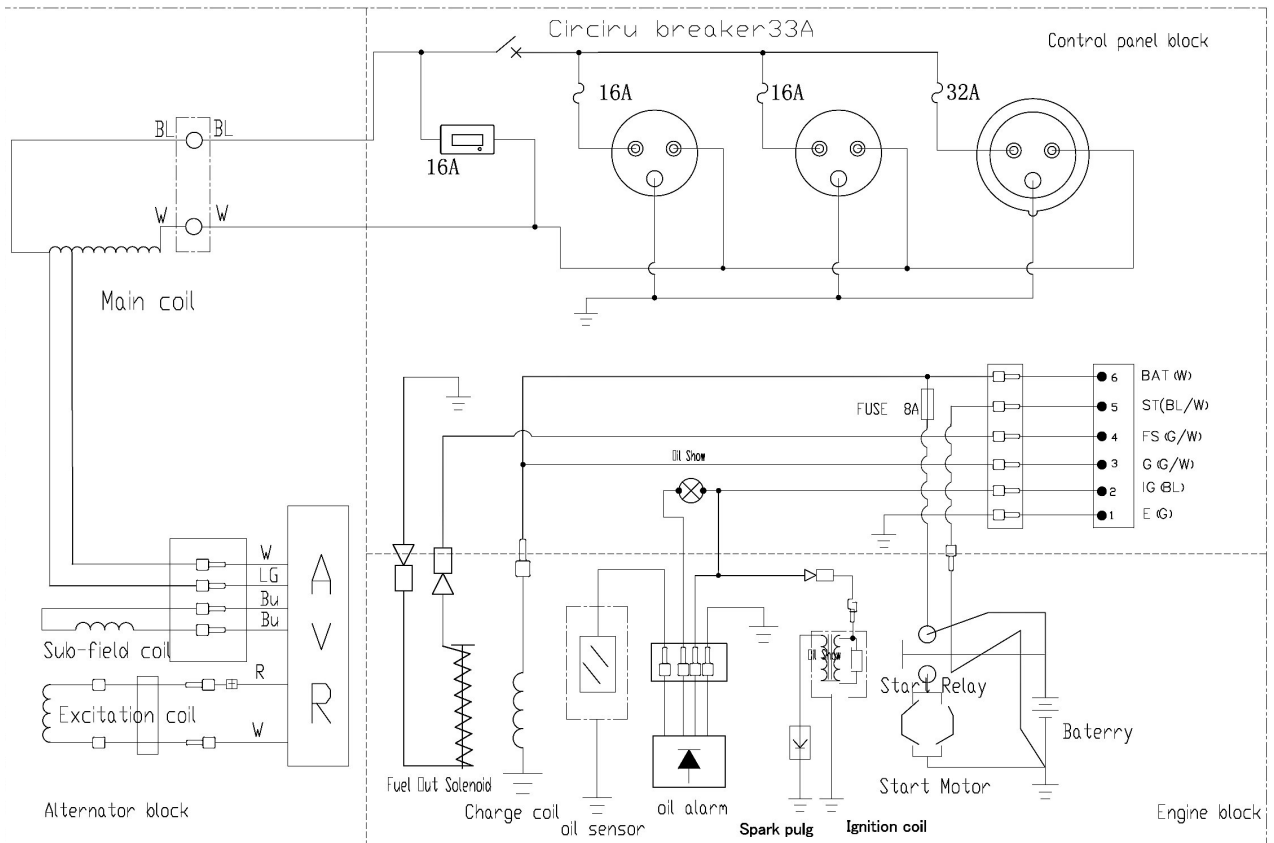 Circiru breaker33A
Control panel block
16A
16A
32A
BL
BL
16A
W
W
Main coil
BAT (W)
6
FUSE 8A
5
ST(BL/W)
4
FS (G/W)
Oil Show
3
G (G/W)
2
IG (BL)
1
E (G)
W
LG
Bu
Bu
A
V
R
Sub-field coil
Oil Show
R
Start Relay
Excitation coil
W
Baterry
Fuel Out Solenoid
Start Motor
Alternator block
Charge coil
oil sensor
oil alarm
Spark pulg
Ignition coil
Engine block